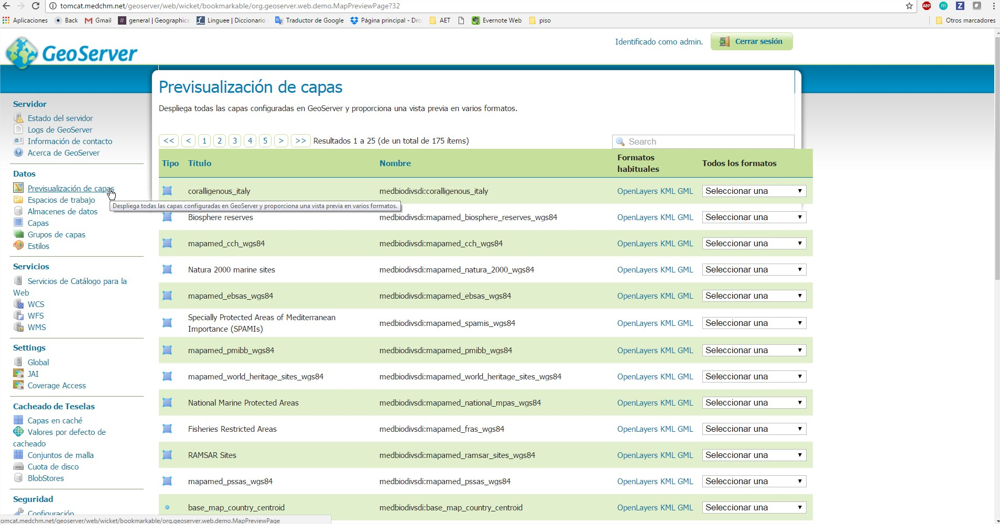 tomcat.medchm.net/geoserver/web/wicket/bookmarkable/org.geoserver.web.demo.MapPreviewPage?32
ABP m Z
Aplicaciones Back Gmail # general | Geographica Linguee | Diccionario Traductor de Google Página principal - Dro AET Evernote Web piso Otros marcadores
GeoServer
Identificado como admin. Cerrar sesión
Previsualización de capas
Despliega todas las capas configuradas en GeoServer y proporciona una vista previa en varios formatos.
<< < 1 2 3 4 5 > >> Resultados 1 a 25 (de un total de 175 ítems) Search
Servidor
Estado del servidor
Logs de GeoServer
Información de contacto
Acerca de GeoServer
Datos
Previsualización de capas
Espacios de trabajo
Almacenes de datos
Capas
Grupos de capas
Estilos
Servicios
Servicios de Catálogo para la
Web
WCS
WFS
WMS
Settings
Global
JAI
Coverage Access
Cacheado de Teselas
Capas en caché
Valores por defecto de
cacheado
Conjuntos de malla
Cuota de disco
BlobStores
Seguridad
Configuración
Tipo Título Nombre Formatos habituales Todos los formatos
coralligenous_italy medbiodivsdi:coralligenous_italy OpenLayers KML GML Seleccionar una
Despliega todas las capas configuradas en GeoServer y proporciona una vista previa en varios formatos.
Biosphere reserves medbiodivsdi:mapamed_biosphere_reserves_wgs84 OpenLayers KML GML Seleccionar una
mapamed_cch_wgs84 medbiodivsdi:mapamed_cch_wgs84 OpenLayers KML GML Seleccionar una
Natura 2000 marine sites medbiodivsdi:mapamed_natura_2000_wgs84 OpenLayers KML GML Seleccionar una
mapamed_ebsas_wgs84 medbiodivsdi:mapamed_ebsas_wgs84 OpenLayers KML GML Seleccionar una
Specially Protected Areas of Mediterranean
Importance (SPAMIs) medbiodivsdi:mapamed_spamis_wgs84 OpenLayers KML GML Seleccionar una
mapamed_pmibb_wgs84 medbiodivsdi:mapamed_pmibb_wgs84 OpenLayers KML GML Seleccionar una
mapamed_world_heritage_sites_wgs84 medbiodivsdi:mapamed_world_heritage_sites_wgs84 OpenLayers KML GML Seleccionar una
National Marine Protected Areas medbiodivsdi:mapamed_national_mpas_wgs84 OpenLayers KML GML Seleccionar una
Fisheries Restricted Areas medbiodivsdi:mapamed_fras_wgs84 OpenLayers KML GML Seleccionar una
RAMSAR Sites medbiodivsdi:mapamed_ramsar_sites_wgs84 OpenLayers KML GML Seleccionar una
mapamed_pssas_wgs84 medbiodivsdi:mapamed_pssas_wgs84 OpenLayers KML GML Seleccionar una
base_map_country_centroid medbiodivsdi:base_map_country_centroid OpenLayers KML GML Seleccionar una
tomcat.medchm.net/geoserver/web/wicket/bookmarkable/org.geoserver.web.demo.MapPreviewPage